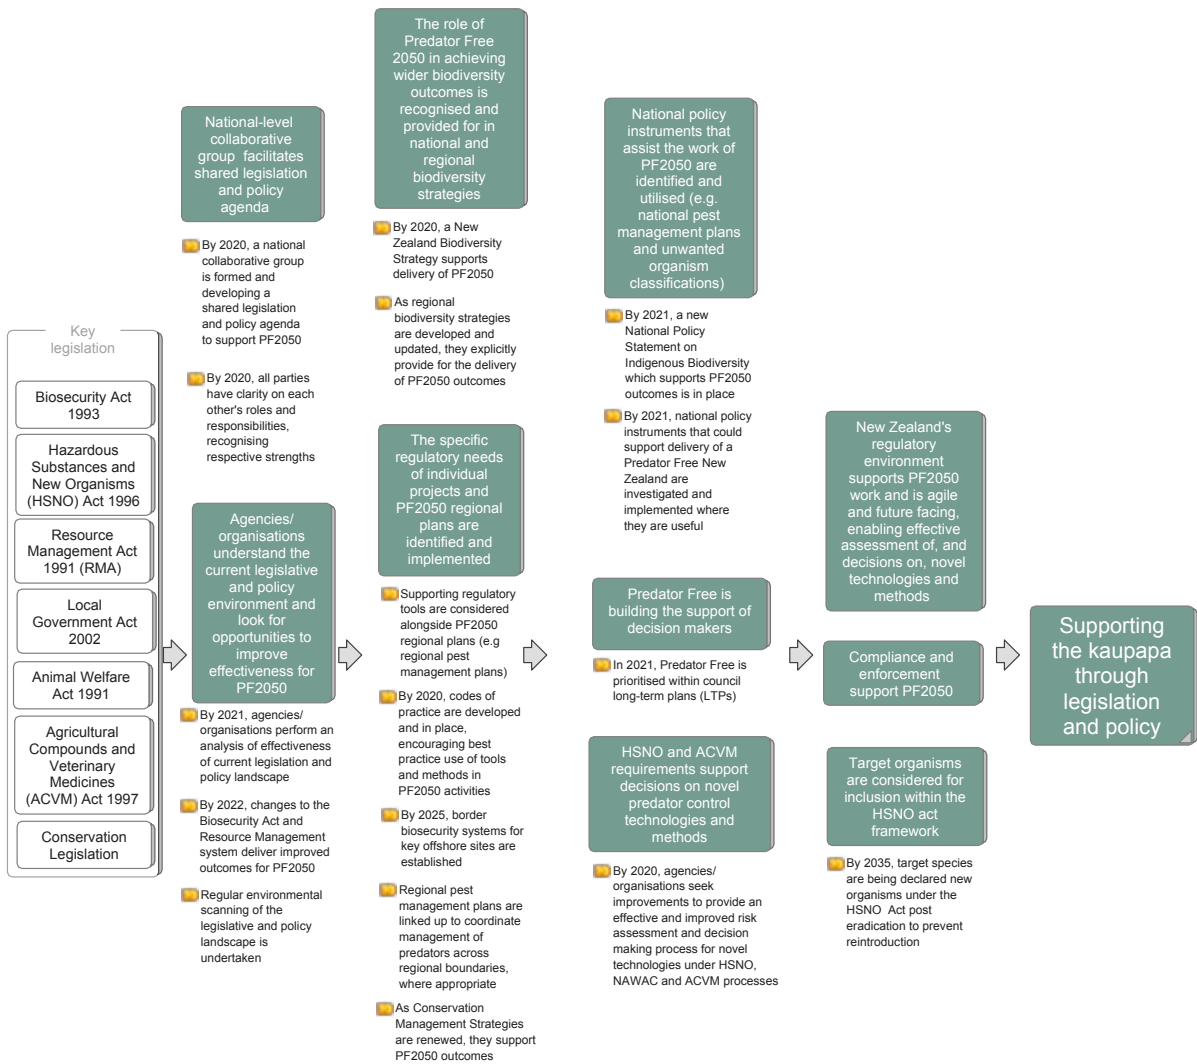 Key
legislation
Biosecurity Act
1993
Hazardous
Substances and
New Organisms
(HSNO) Act 1996
Resource
Management Act
1991 (RMA)
Local
Government Act
2002
Animal Welfare
Act 1991
Agricultural
Compounds and
Veterinary
Medicines
(ACVM) Act 1997
Conservation
Legislation
National-level
collaborative
group facilitates
shared legislation
and policy
agenda
By 2020, a national
collaborative group
is formed and
developing a
shared legislation
and policy agenda
to support PF2050
By 2020, all parties
have clarity on each
other's roles and
responsibilities,
recognising
respective strengths
Agencies/
organisations
understand the
current legislative
and policy
environment and
look for
opportunities to
improve
effectiveness for
PF2050
By 2021, agencies/
organisations perform an
analysis of effectiveness
of current legislation and
policy landscape
By 2022, changes to the
Biosecurity Act and
Resource Management
system deliver improved
outcomes for PF2050
Regular environmental
scanning of the
legislative and policy
landscape is
undertaken
The role of
Predator Free
2050 in achieving
wider biodiversity
outcomes is
recognised and
provided for in
national and
regional
biodiversity
strategies
By 2020, a New
Zealand Biodiversity
Strategy supports
delivery of PF2050
As regional
biodiversity strategies
are developed and
updated, they explicitly
provide for the delivery
of PF2050 outcomes
The specific
regulatory needs
of individual
projects and
PF2050 regional
plans are
identified and
implemented
Supporting regulatory
tools are considered
alongside PF2050
regional plans (e.g
regional pest
management plans)
By 2020, codes of
practice are developed
and in place,
encouraging best
practice use of tools
and methods in
PF2050 activities
By 2025, border
biosecurity systems for
key offshore sites are
established
Regional pest
management plans are
linked up to coordinate
management of
predators across
regional boundaries,
where appropriate
As Conservation
Management Strategies
are renewed, they support
PF2050 outcomes
National policy
instruments that
assist the work of
PF2050 are
identified and
utilised (e.g.
national pest
management plans
and unwanted
organism
classifications)
By 2021, a new
National Policy
Statement on
Indigenous Biodiversity
which supports PF2050
outcomes is in place
By 2021, national policy
instruments that could
support delivery of a
Predator Free New
Zealand are
investigated and
implemented where
they are useful
Predator Free is
building the support of
decision makers
In 2021, Predator Free is
prioritised within council
long-term plans (LTPs)
HSNO and ACVM
requirements support
decisions on novel
predator control
technologies and
methods
By 2020, agencies/
organisations seek
improvements to provide an
effective and improved risk
assessment and decision
making process for novel
technologies under HSNO,
NAWAC and ACVM processes
New Zealand's
regulatory
environment
supports PF2050
work and is agile
and future facing,
enabling effective
assessment of, and
decisions on, novel
technologies and
methods
Compliance and
enforcement
support PF2050
Target organisms
are considered for
inclusion within the
HSNO act
framework
By 2035, target species
are being declared new
organisms under the
HSNO Act post
eradication to prevent
reintroduction
Supporting
the kaupapa
through
legislation
and policy